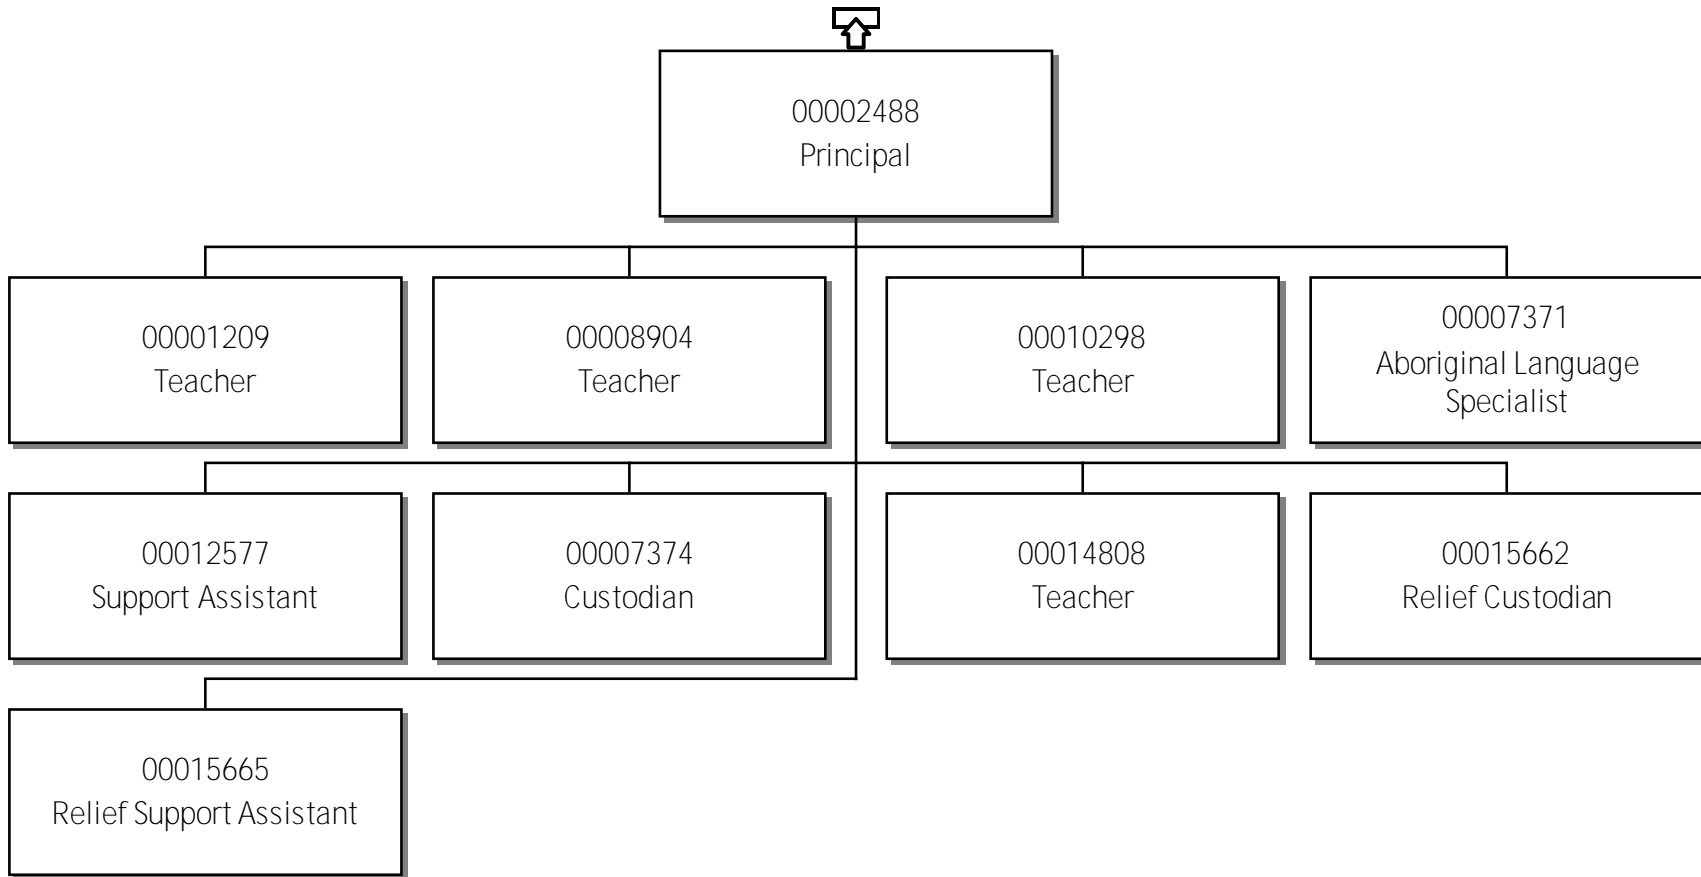 00002488
Principal
00001209
Teacher
00008904
Teacher
00010298
Teacher
00007371
Aboriginal Language
Specialist
00012577
Support Assistant
00007374
Custodian
00014808
Teacher
00015662
Relief Custodian
00015665
Relief Support Assistant